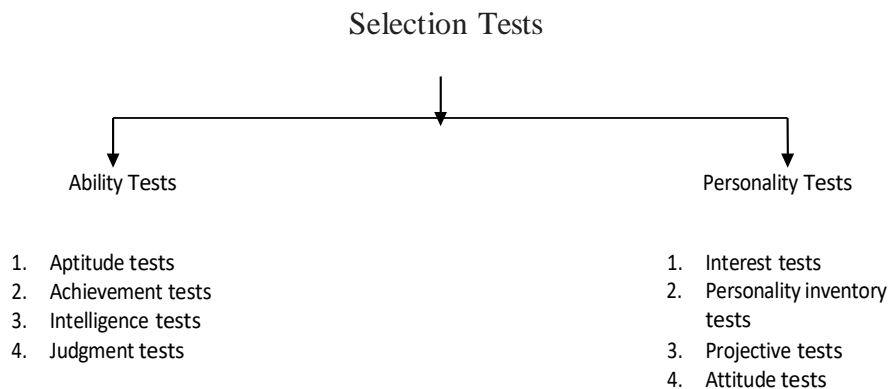 Selection Tests
Ability Tests
1. Aptitude tests
2. Achievement tests
3. Intelligence tests
4. Judgment tests
Personality Tests
1. Interest tests
2. Personality inventory
tests
3. Projective tests
4. Attitude tests